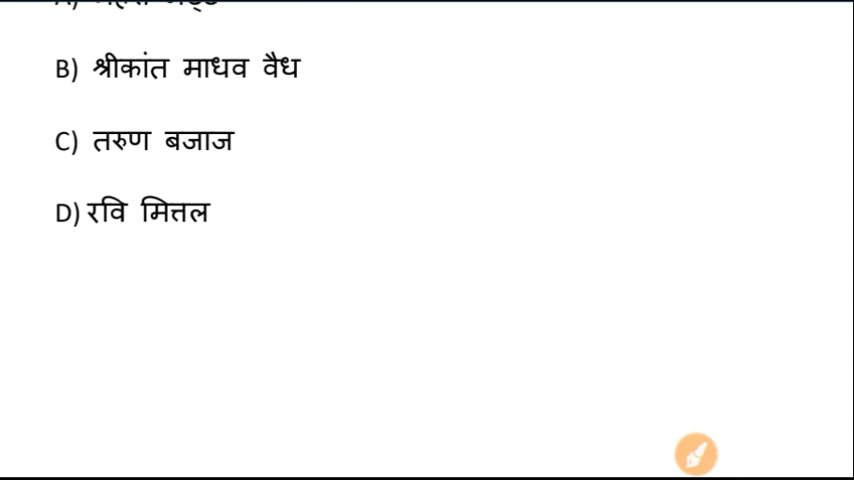 B) श्रीकांत माधव वैध
C) तरुण बजाज
D) रवि मित्तल